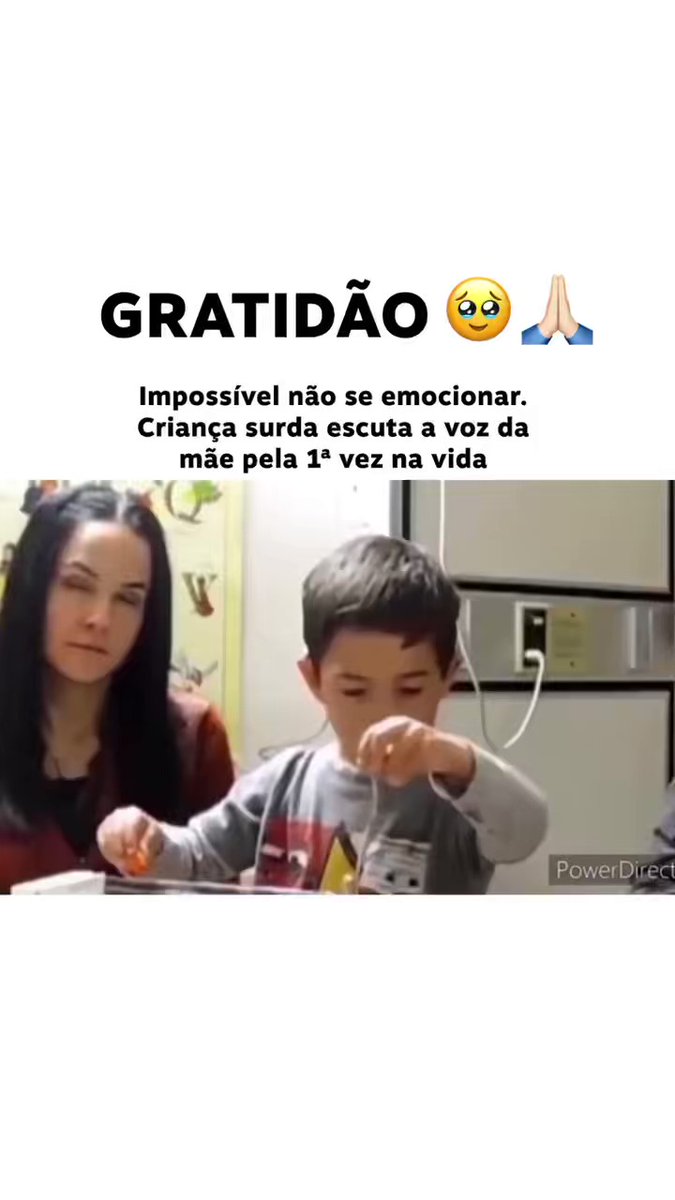 GRATIDÃO 🥹🙏🏻
Impossível não se emocionar.
Criança surda escuta a voz da
mãe pela 1ª vez na vida
W
PowerDirect